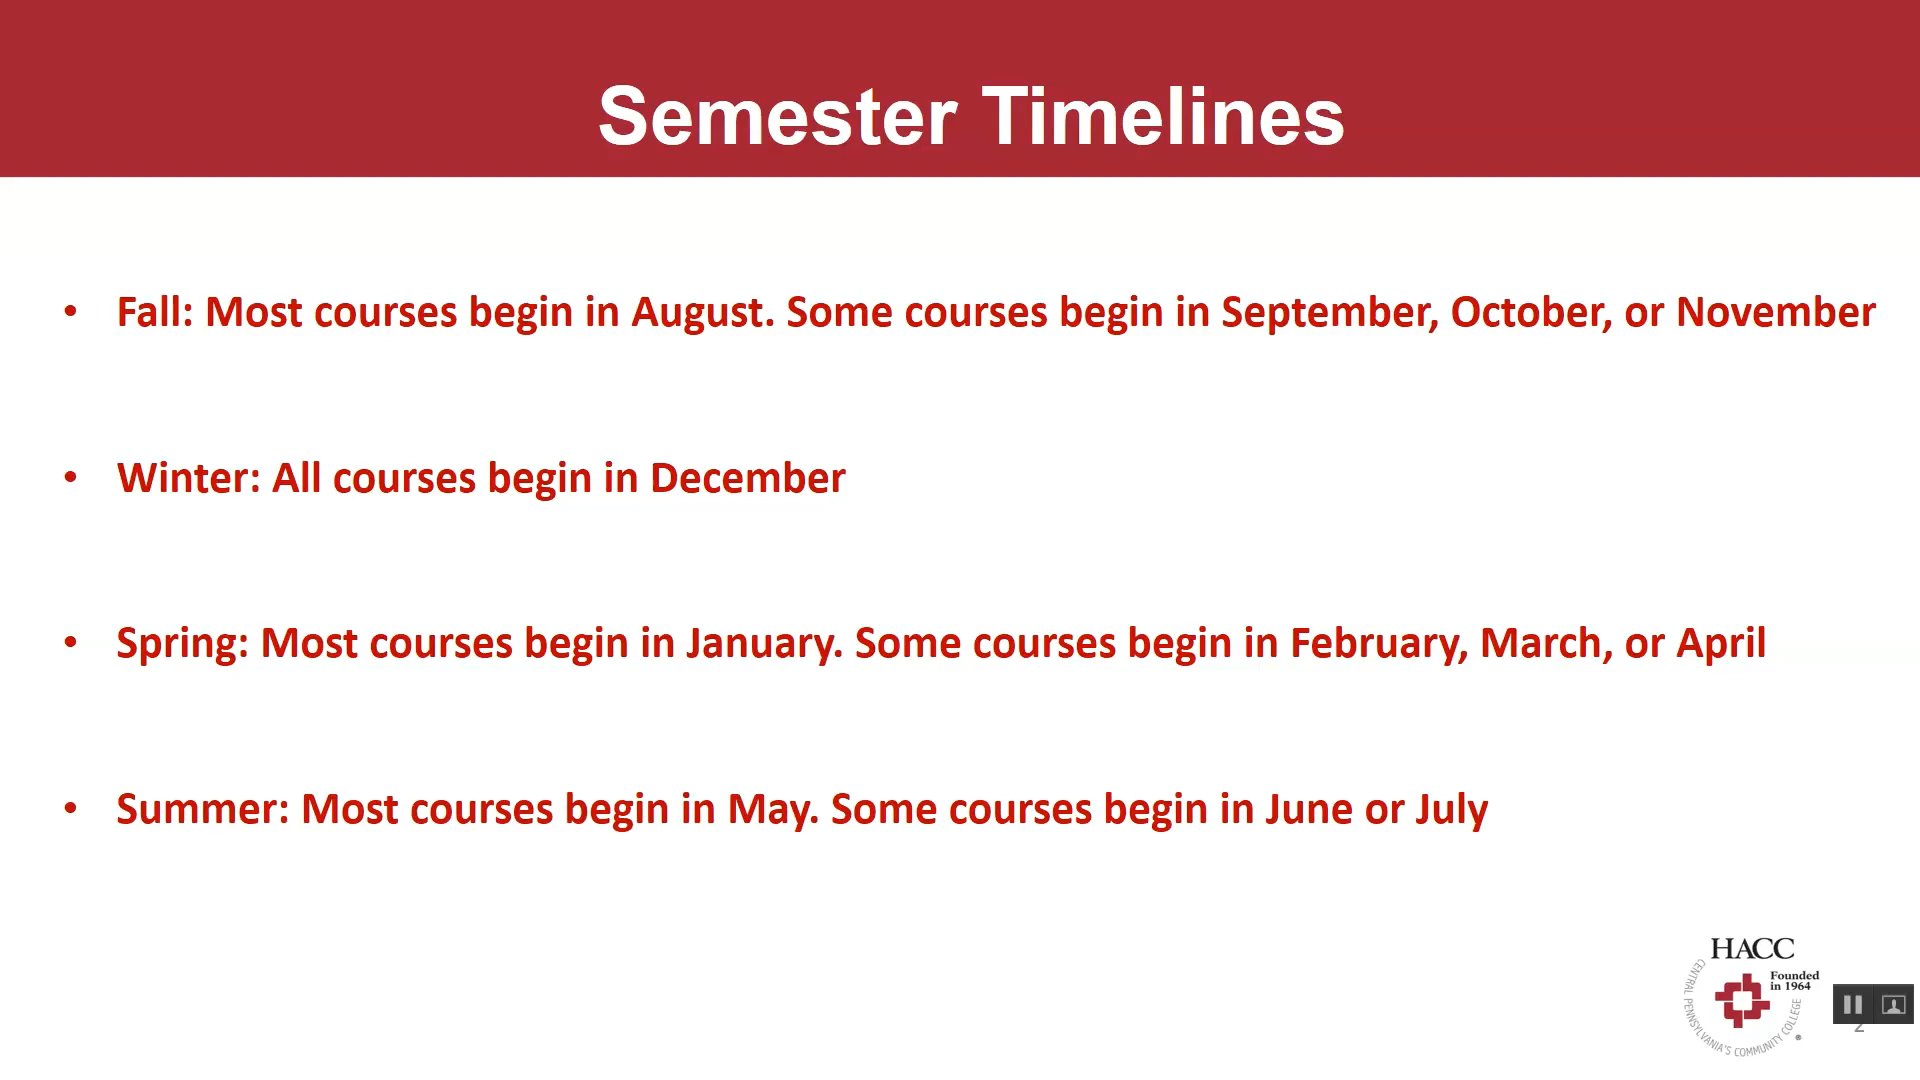 Semester Timelines
• Fall: Most courses begin in August. Some courses begin in September, October, or November
• Winter: All courses begin in December
• Spring: Most courses begin in January. Some courses begin in February, March, or April
• Summer: Most courses begin in May. Some courses begin in June or July
HACC
Founded
in 1964
CENTRAL PENNSYLVANIA'S COMMUNITY COLLEGE
®
2